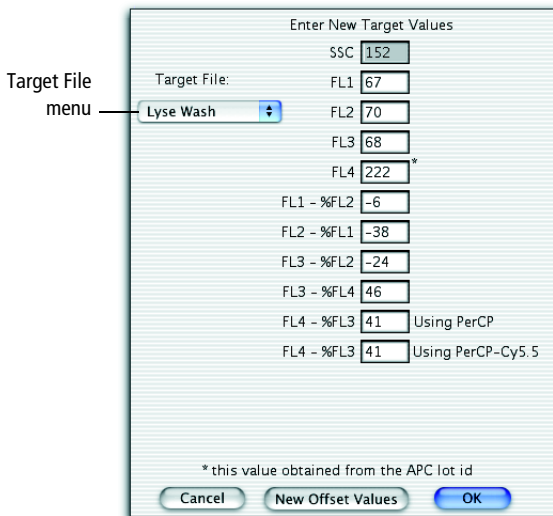 Enter New Target Values
SSC 152
Target File
menu
Target File:
Lyse Wash
FL1 67
FL2 70
FL3 68
FL4 222 *
FL1 - %FL2 -6
FL2 - %FL1 -38
FL3 - %FL2 -24
FL3 - %FL4 46
FL4 - %FL3 41 Using PerCP
FL4 - %FL3 41 Using PerCP-Cy5.5
* this value obtained from the APC lot id
Cancel New Offset Values OK